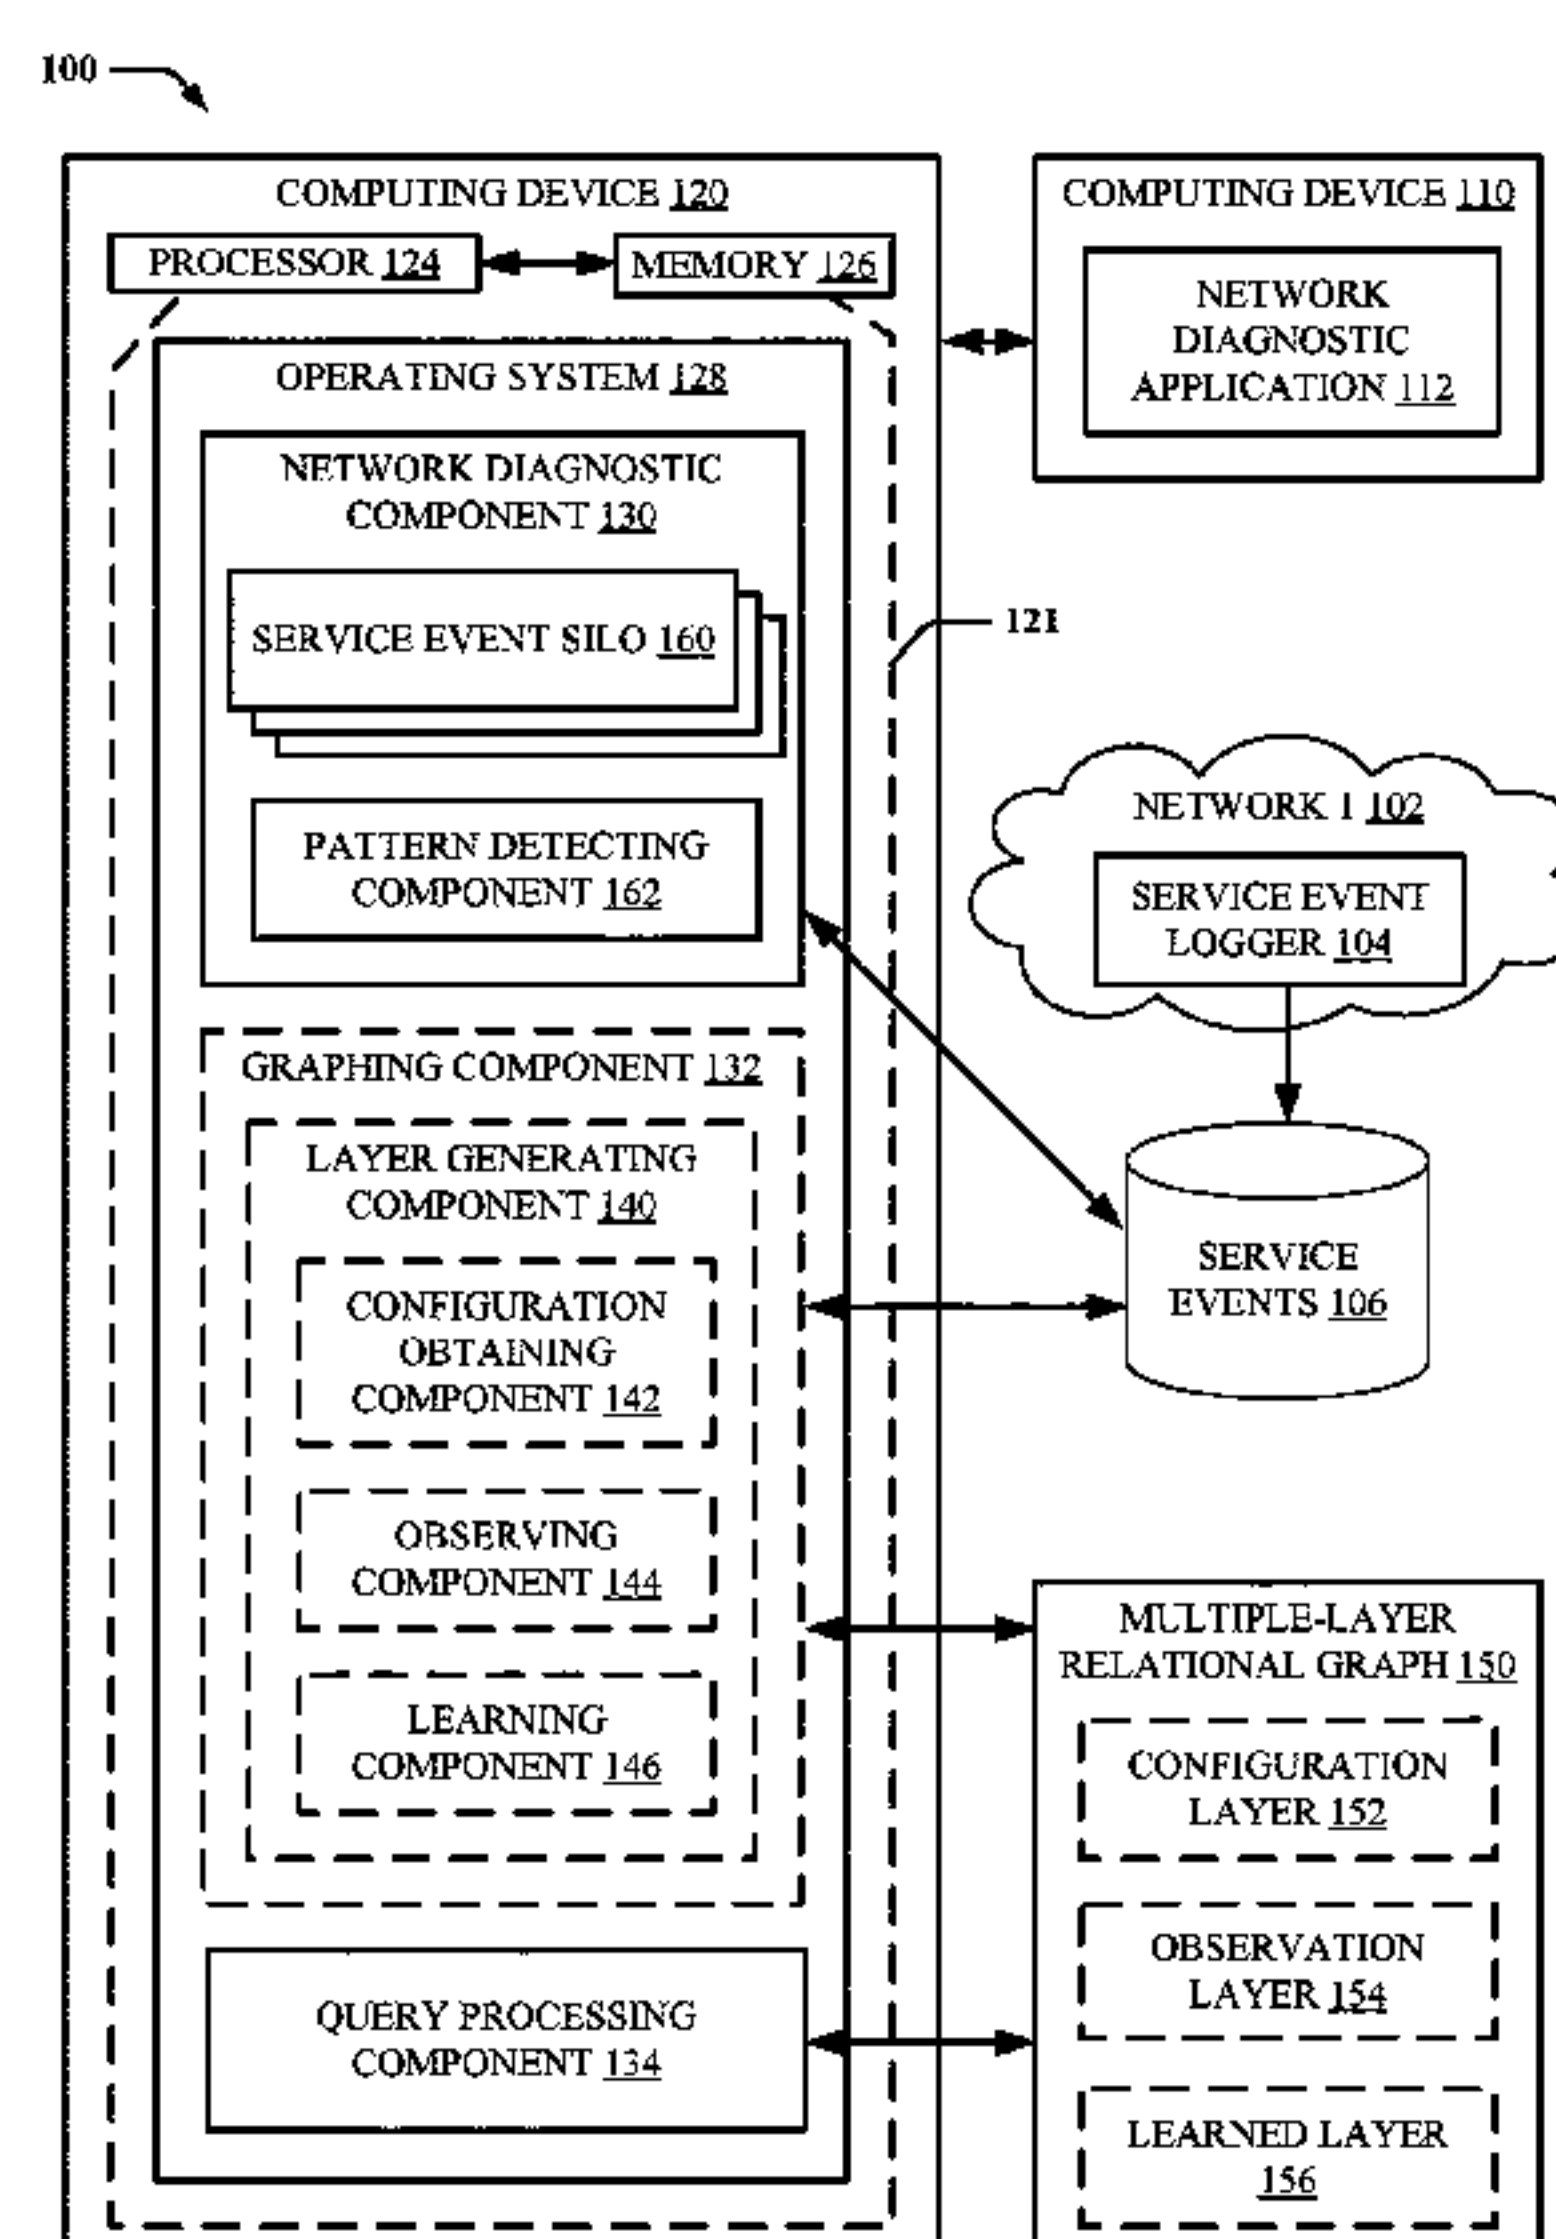 100
COMPUTING DEVICE 120
PROCESSOR 124
MEMORY 126
OPERATING SYSTEM 128
NETWORK DIAGNOSTIC
COMPONENT 130
SERVICE EVENT SILO 160
PATTERN DETECTING
COMPONENT 162
GRAPHING COMPONENT 132
LAYER GENERATING
COMPONENT 140
CONFIGURATION
OBTAINING
COMPONENT 142
OBSERVING
COMPONENT 144
LEARNING
COMPONENT 146
QUERY PROCESSING
COMPONENT 134
COMPUTING DEVICE 110
NETWORK
DIAGNOSTIC
APPLICATION 112
121
NETWORK 1 102
SERVICE EVENT
LOGGER 104
SERVICE
EVENTS 106
MULTIPLE-LAYER
RELATIONAL GRAPH 150
CONFIGURATION
LAYER 152
OBSERVATION
LAYER 154
LEARNED LAYER
156